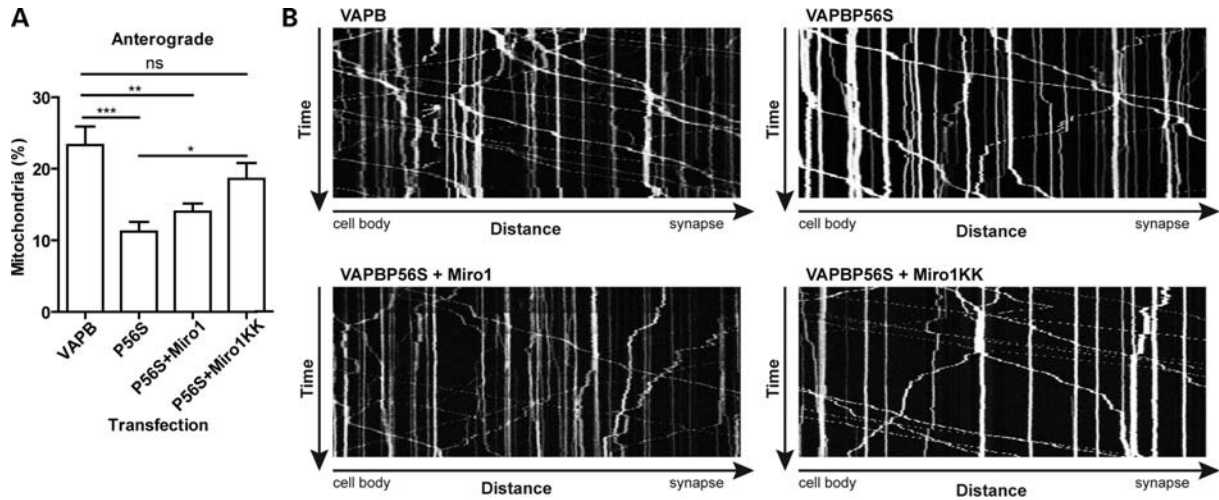 A
Anterograde
ns
**
***
*
30
20
10
0
Mitochondria (%)
VAPB
P56S
P56S+Miro1
P56S+Miro1KK
Transfection
B
VAPB
Time
cell body
Distance
synapse
VAPBP56S
Time
cell body
Distance
synapse
VAPBP56S + Miro1
Time
cell body
Distance
synapse
VAPBP56S + Miro1KK
Time
cell body
Distance
synapse